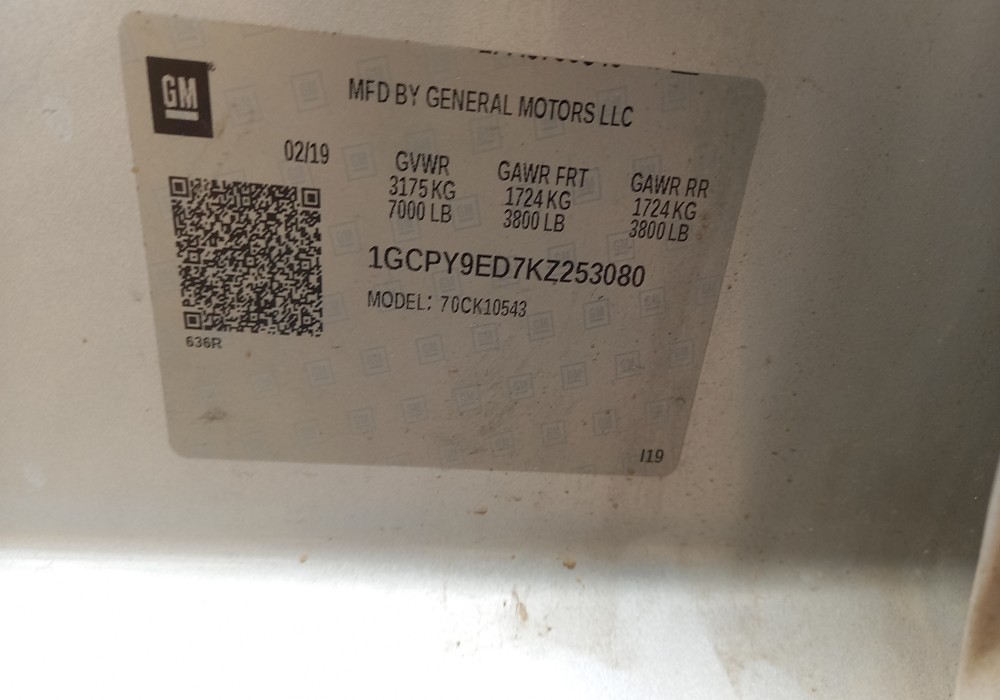 GM
MFD BY GENERAL MOTORS LLC
02/19
GVWR
3175 KG
7000 LB
GAWR FRT
1724 KG
3800 LB
GAWR RR
1724 KG
3800 LB
1GCPY9ED7KZ253080
MODEL: 70CK10543
636R
I19